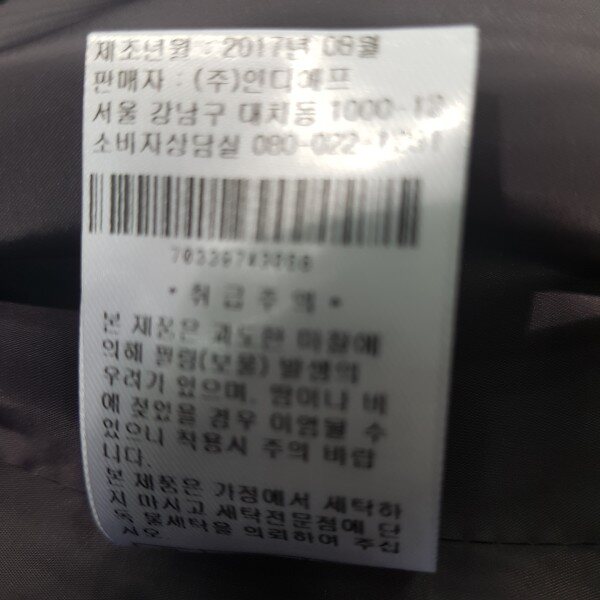 제조년월 : 2017년 08월
판매자 : (주)인디에프
서울 강남구 대치동 1000-12
소비자상담실 080-022-
* 취 급 주 의 *
본 제품은 과도한 마찰에
의해 필링(보풀) 발생의
우려가 있으며, 땀이나 비
에 젖었을 경우 이염될 수
있으니 착용시 주의 바랍
니다.
본 제품은 가정에서 세탁하
지 마시고 세탁전문점에 단
독 물세탁을 의뢰하여 주십
시오.